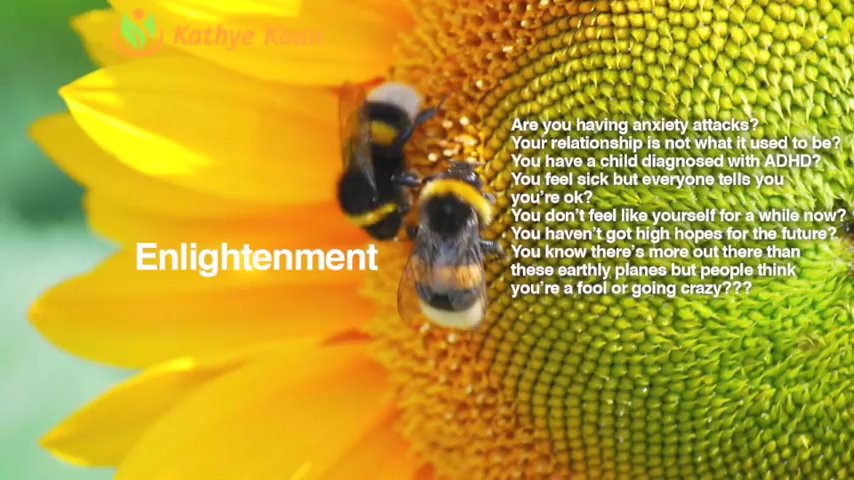 Kathye
Enlightenment
Are you having anxiety attacks?
Your relationship is not what it used to be?
You have a child diagnosed with ADHD?
You feel sick but everyone tells you
you're ok?
You don't feel like yourself for a while now?
You haven't got high hopes for the future?
You know there's more out there than
these earthly planes but people think
you're a fool or going crazy???